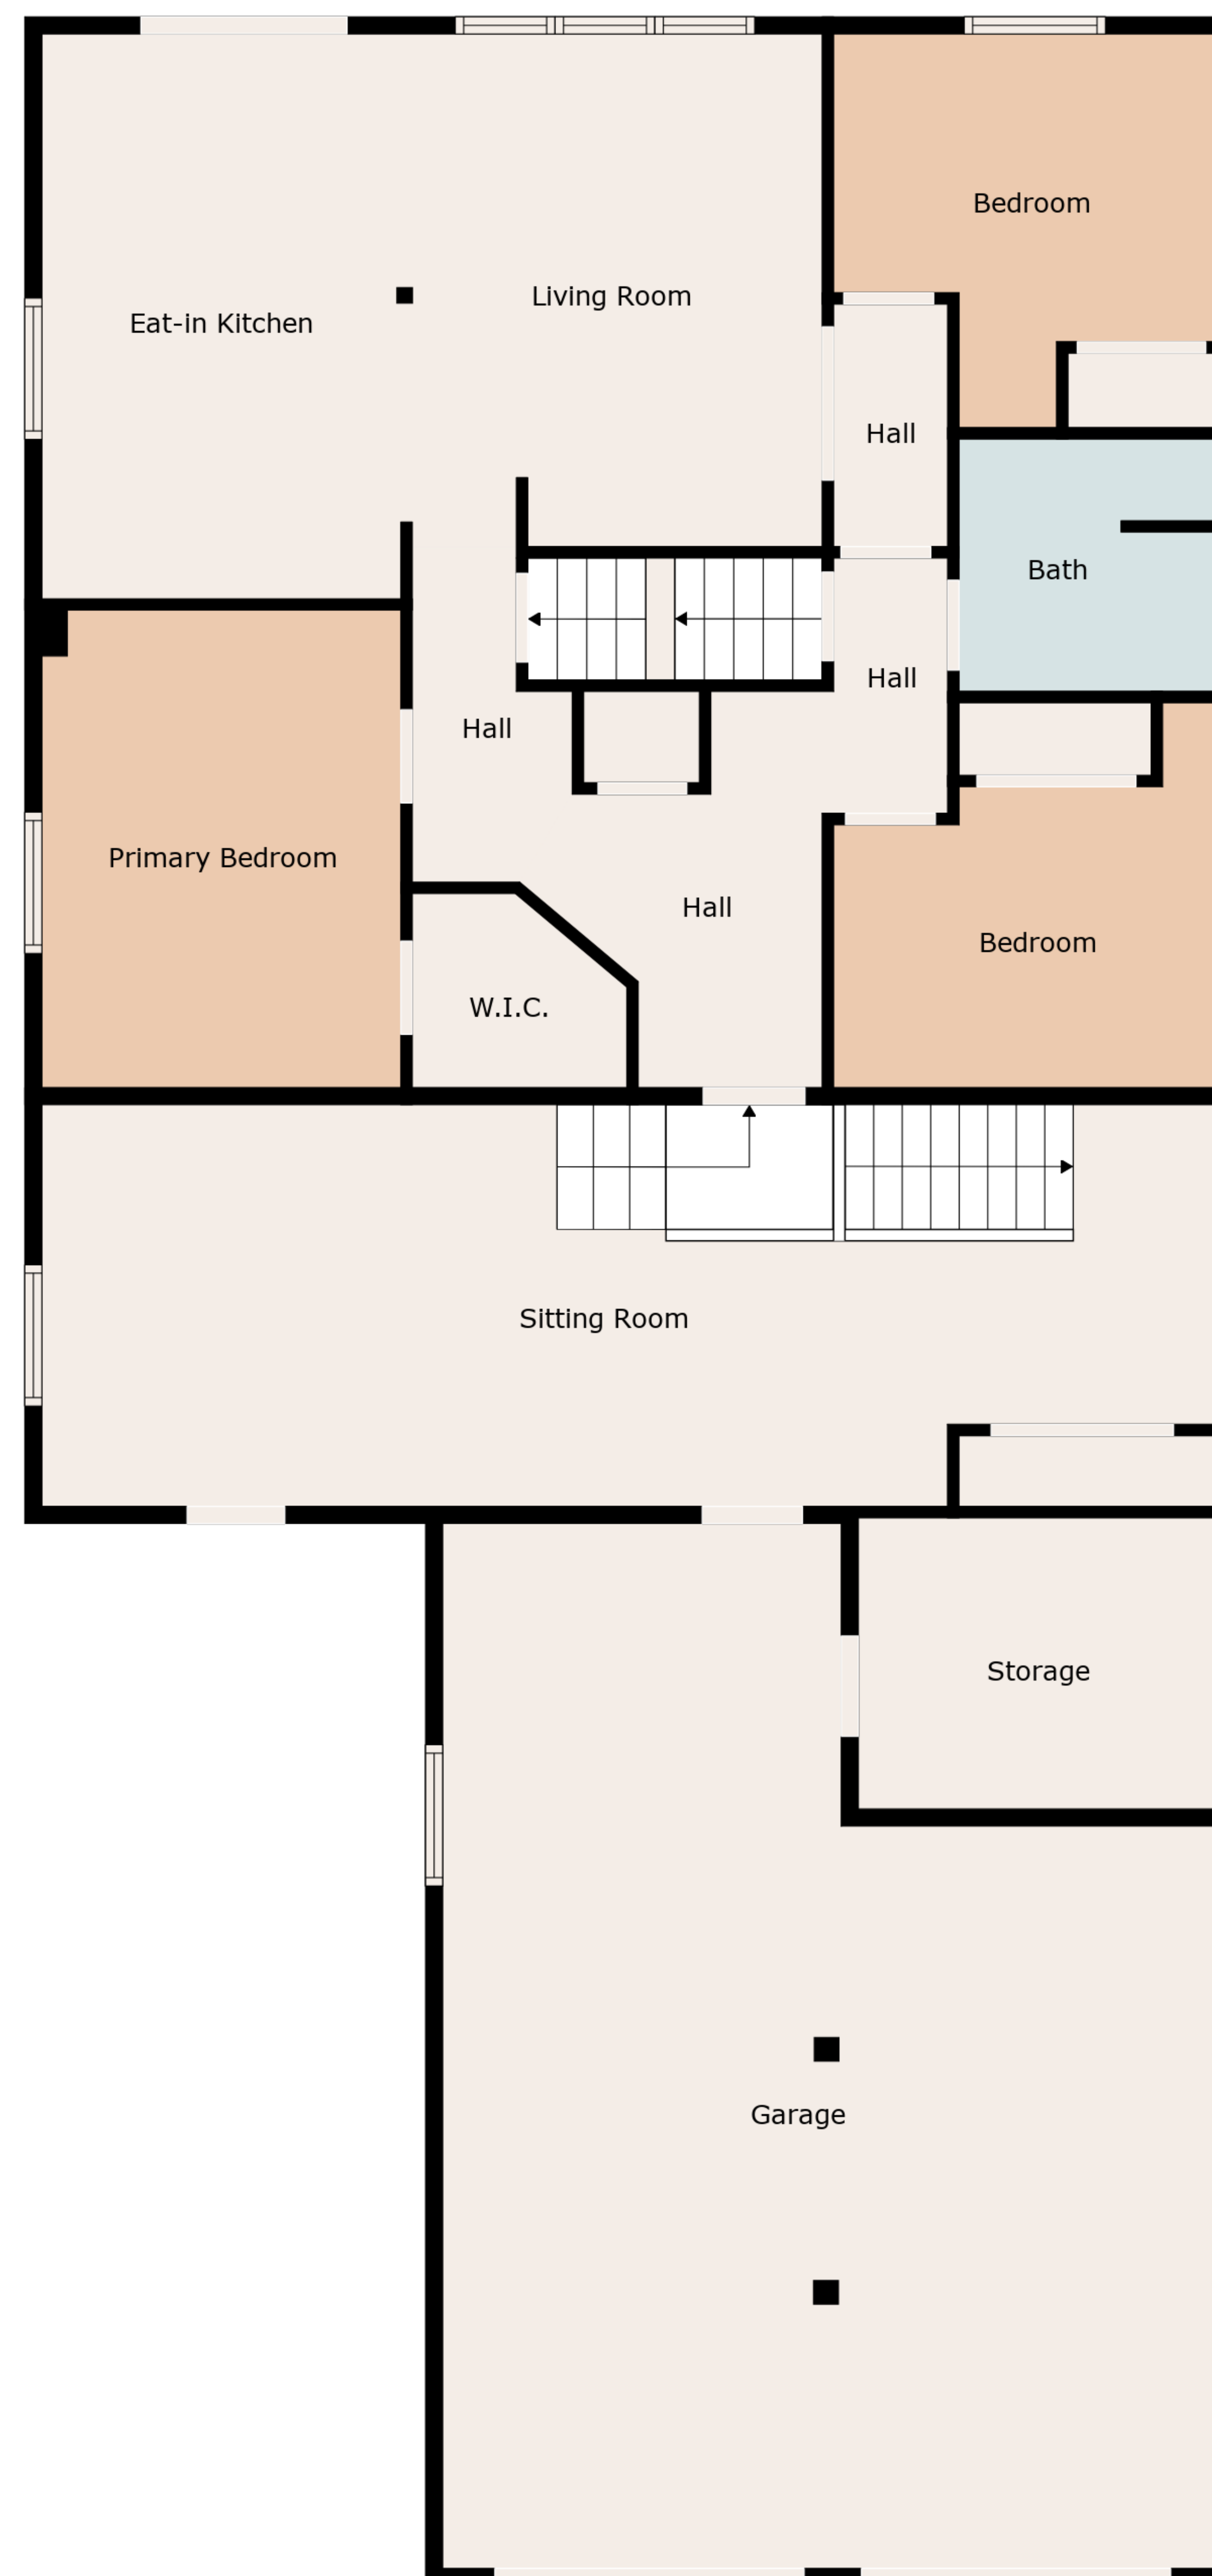 Bedroom
Living Room
Eat-in Kitchen
Hall
Bath
Hall
Hall
Primary Bedroom
Hall
Bedroom
W.I.C.
Sitting Room
Storage
Garage